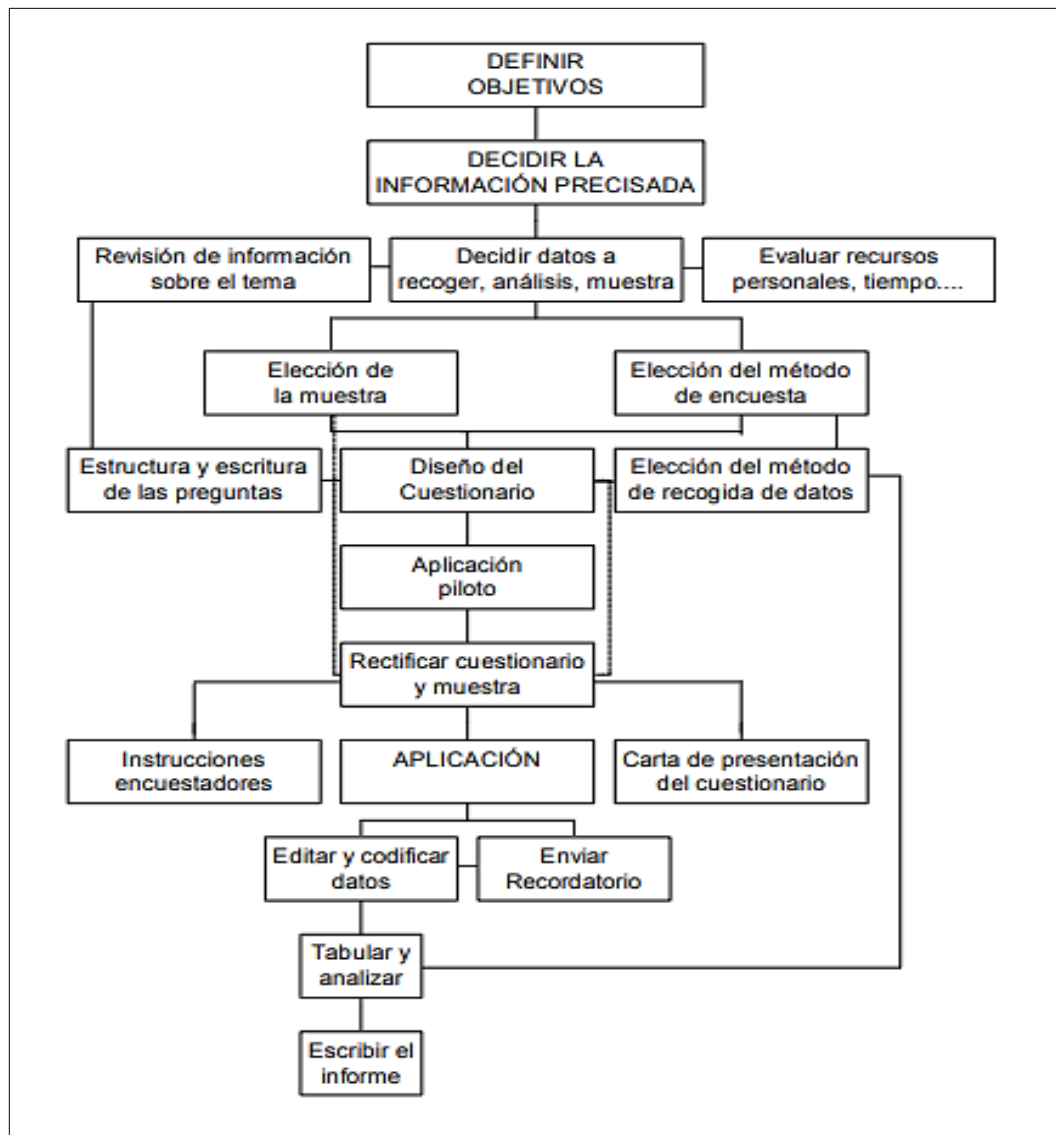 DEFINIR
OBJETIVOS
DECIDIR LA
INFORMACIÓN PRECISADA
Revisión de información
sobre el tema
Decidir datos a
recoger, análisis, muestra
Evaluar recursos
personales, tiempo....
Elección de
la muestra
Elección del método
de encuesta
Estructura y escritura
de las preguntas
Diseño del
Cuestionario
Elección del método
de recogida de datos
Aplicación
piloto
Rectificar cuestionario
y muestra
Instrucciones
encuestadores
APLICACIÓN
Carta de presentación
del cuestionario
Editar y codificar
datos
Enviar
Recordatorio
Tabular y
analizar
Escribir el
informe